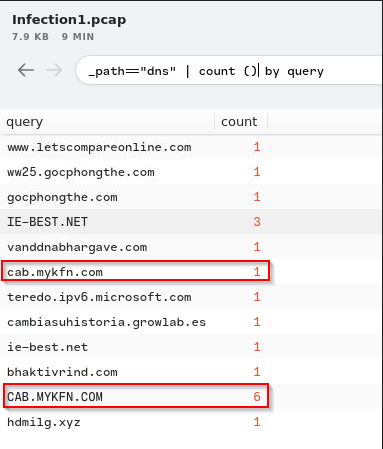 Infection1.pcap
7.9 KB 9 MIN
_path=="dns" | count () by query
query count
www.letscompareonline.com 1
ww25.gocphongthe.com 1
gocphongthe.com 1
IE-BEST.NET 3
vanddnabhargave.com 1
cab.mykfn.com 1
teredo.ipv6.microsoft.com 1
cambiasuhistoria.growlab.es 1
ie-best.net 1
bhaktivrind.com 1
CAB.MYKFN.COM 6
hdmilg.xyz 1